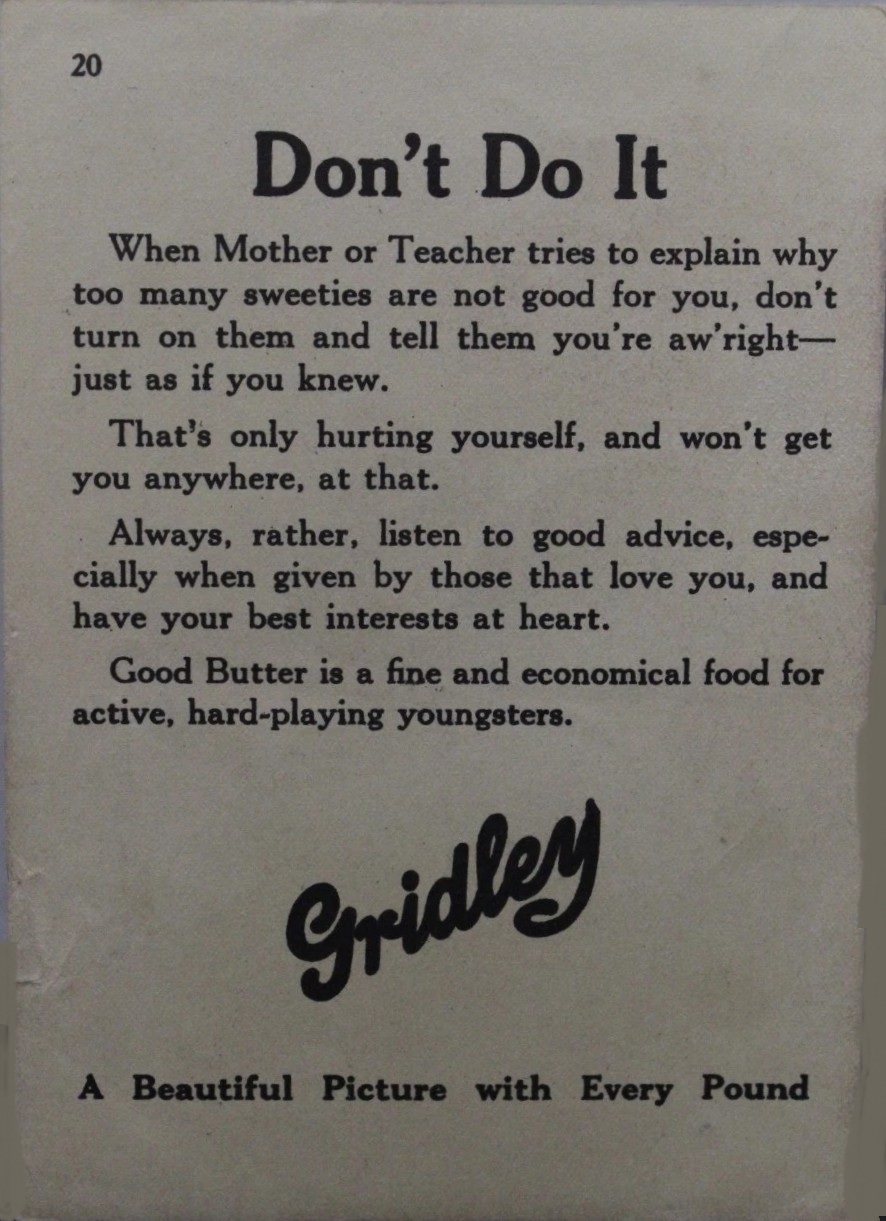 20
Don't Do It
When Mother or Teacher tries to explain why
too many sweeties are not good for you, don't
turn on them and tell them you're aw'right—
just as if you knew.
That's only hurting yourself, and won't get
you anywhere, at that.
Always, rather, listen to good advice, espe-
cially when given by those that love you, and
have your best interests at heart.
Good Butter is a fine and economical food for
active, hard-playing youngsters.
Gridley
A Beautiful Picture with Every Pound